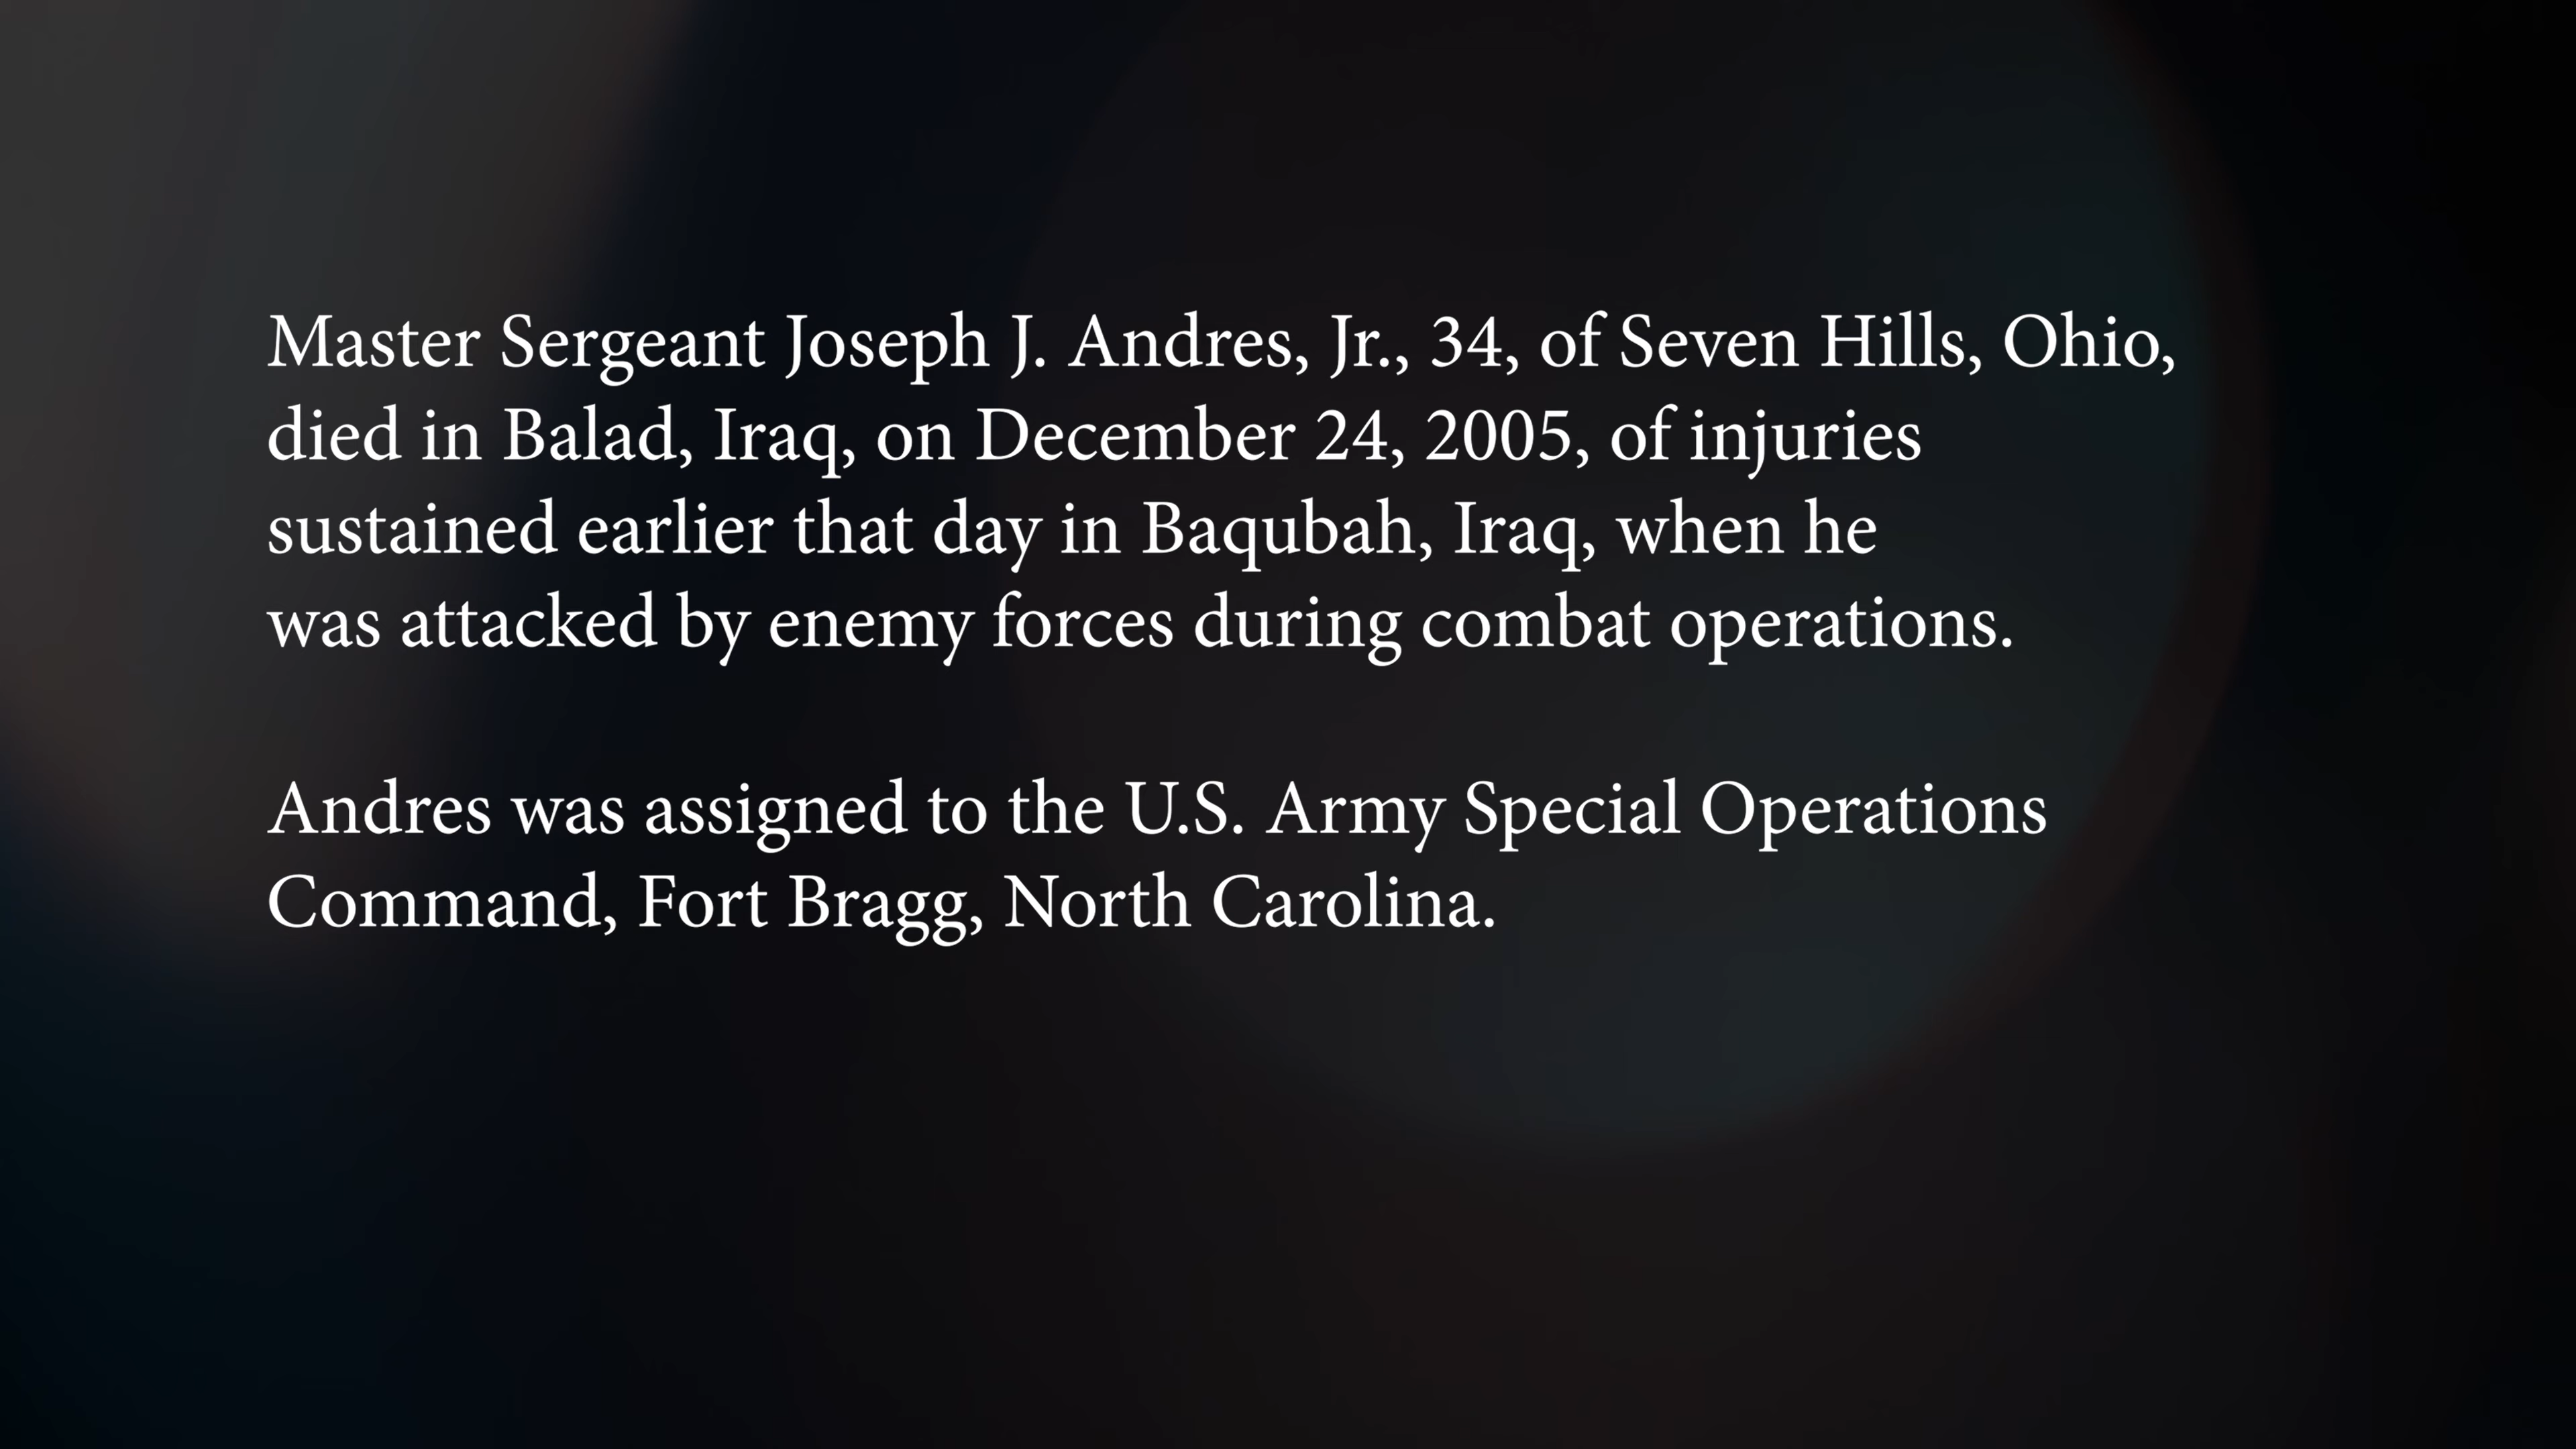 Master Sergeant Joseph J. Andres, Jr., 34, of Seven Hills, Ohio,
died in Balad, Iraq, on December 24, 2005, of injuries
sustained earlier that day in Baqubah, Iraq, when he
was attacked by enemy forces during combat operations.
Andres was assigned to the U.S. Army Special Operations
Command, Fort Bragg, North Carolina.